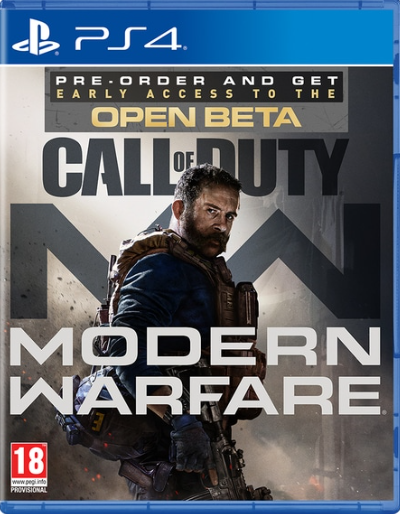 PS4
PRE-ORDER AND GET
EARLY ACCESS TO THE
OPEN BETA
CALL OF DUTY
MW
MODERN
WARFARE®
18
www.pegi.info
PROVISIONAL